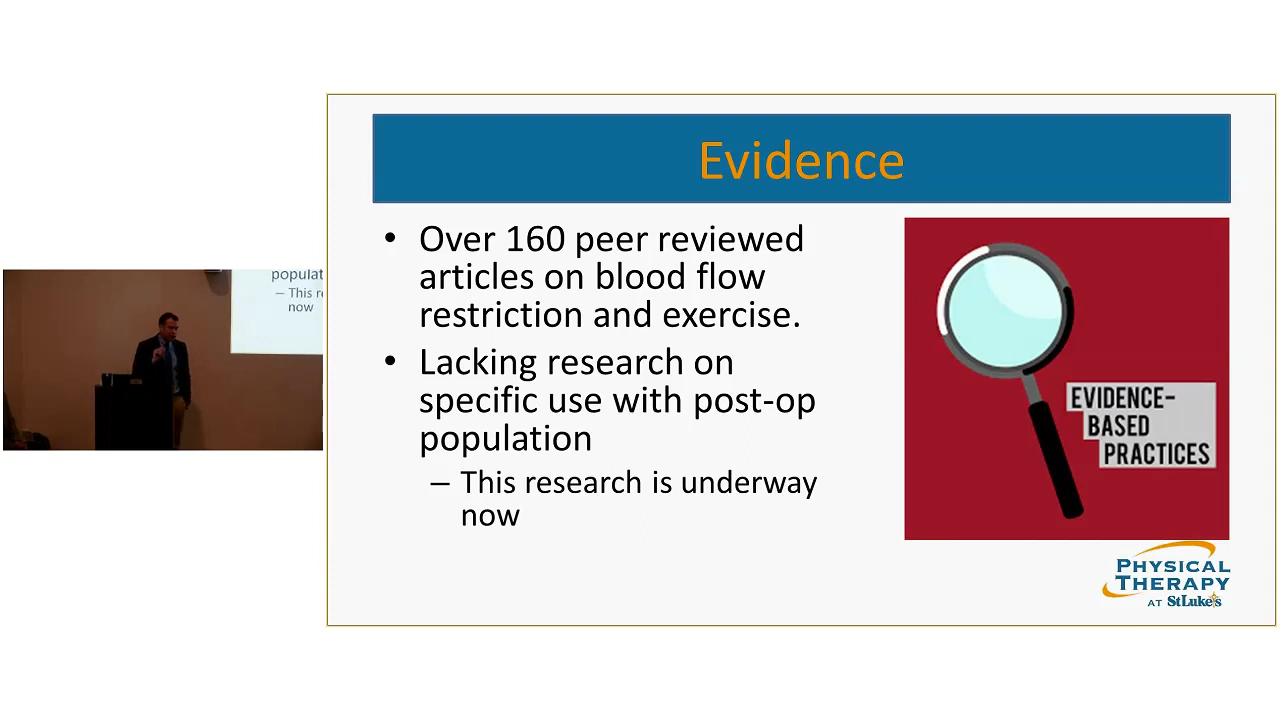 populat
– This r
now
Evidence
• Over 160 peer reviewed
articles on blood flow
restriction and exercise.
• Lacking research on
specific use with post-op
population
– This research is underway
now
EVIDENCE-
BASED
PRACTICES
PHYSICAL
THERAPY
AT StLuke's